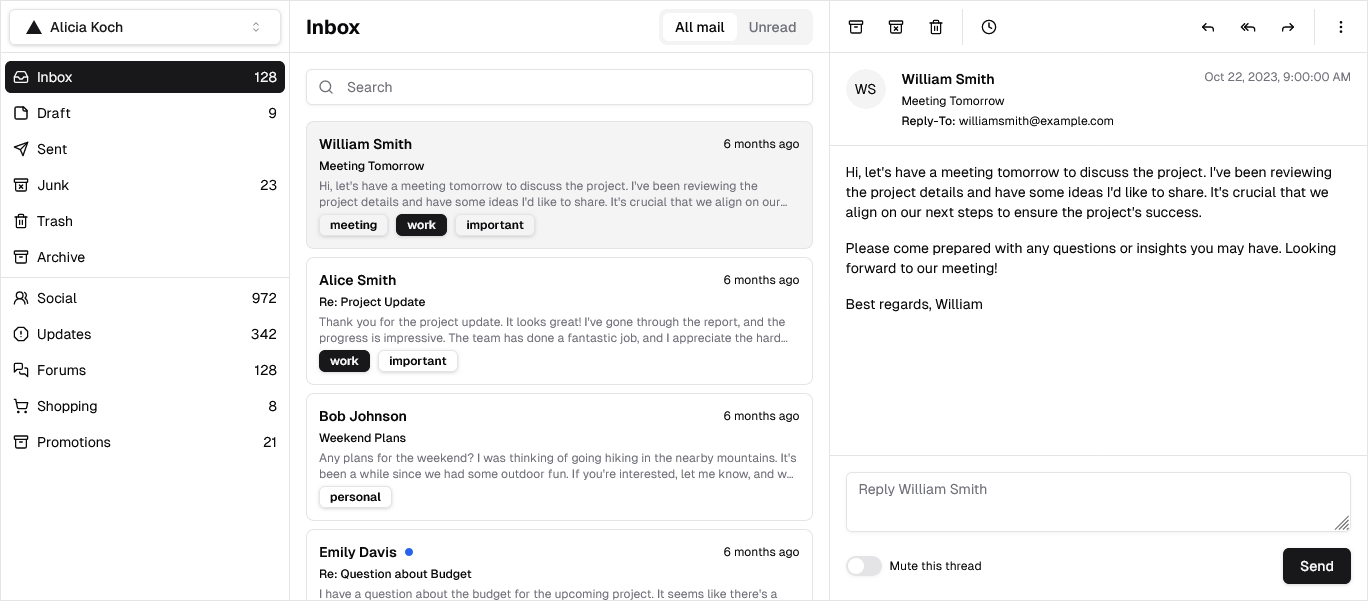 Alicia Koch
Inbox 128
Draft 9
Sent
Junk 23
Trash
Archive
Social 972
Updates 342
Forums 128
Shopping 8
Promotions 21
Inbox
All mail Unread
Search
William Smith 6 months ago
Meeting Tomorrow
Hi, let's have a meeting tomorrow to discuss the project. I've been reviewing the
project details and have some ideas I'd like to share. It's crucial that we align on our...
meeting work important
Alice Smith 6 months ago
Re: Project Update
Thank you for the project update. It looks great! I've gone through the report, and the
progress is impressive. The team has done a fantastic job, and I appreciate the hard...
work important
Bob Johnson 6 months ago
Weekend Plans
Any plans for the weekend? I was thinking of going hiking in the nearby mountains. It's
been a while since we had some outdoor fun. If you're interested, let me know, and w...
personal
Emily Davis 6 months ago
Re: Question about Budget
I have a question about the budget for the upcoming project. It seems like there's a
WS
William Smith Oct 22, 2023, 9:00:00 AM
Meeting Tomorrow
Reply-To: williamsmith@example.com
Hi, let's have a meeting tomorrow to discuss the project. I've been reviewing
the project details and have some ideas I'd like to share. It's crucial that we
align on our next steps to ensure the project's success.
Please come prepared with any questions or insights you may have. Looking
forward to our meeting!
Best regards, William
Reply William Smith
Mute this thread Send